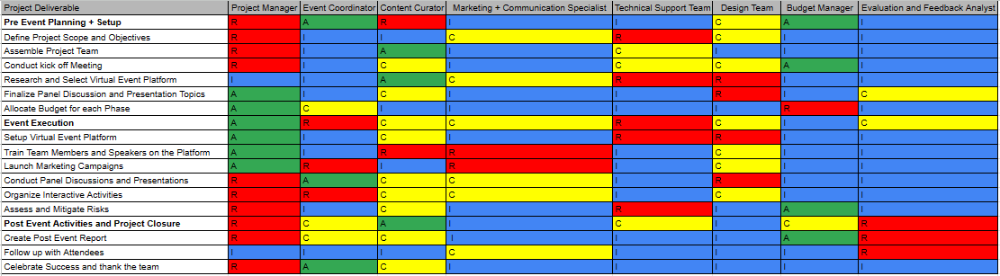 Project Deliverable Project Manager Event Coordinator Content Curator Marketing + Communication Specialist Technical Support Team Design Team Budget Manager Evaluation and Feedback Analyst
Pre Event Planning + Setup R A R I I C A I
Define Project Scope and Objectives R I I C R C I I
Assemble Project Team R I A I C I I I
Conduct kick off Meeting R I C I C C A I
Research and Select Virtual Event Platform I I A C R R I I
Finalize Panel Discussion and Presentation Topics A I C I I R I C
Allocate Budget for each Phase A C I I I I R I
Event Execution A R C C R C I C
Setup Virtual Event Platform A I C I R R I I
Train Team Members and Speakers on the Platform A I R R I C I I
Launch Marketing Campaigns A R I R I C I I
Conduct Panel Discussions and Presentations R A C C I R I I
Organize Interactive Activities R R C C I C I I
Assess and Mitigate Risks R I C I R I A I
Post Event Activities and Project Closure R C A I C I C R
Create Post Event Report R C C I I I A R
Follow up with Attendees I I I C I I I R
Celebrate Success and thank the team R A C I I I I I